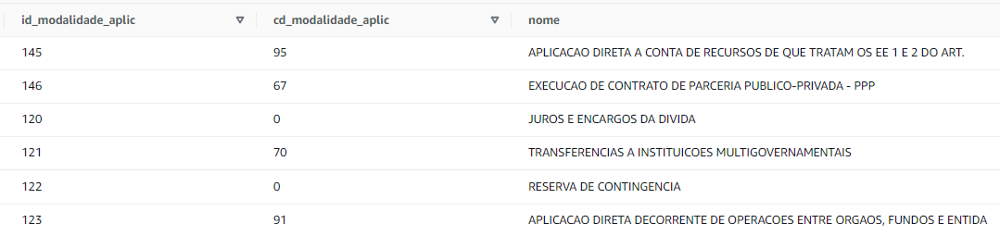 id_modalidade_aplic cd_modalidade_aplic nome
145 95 APLICACAO DIRETA A CONTA DE RECURSOS DE QUE TRATAM OS EE 1 E 2 DO ART.
146 67 EXECUCAO DE CONTRATO DE PARCERIA PUBLICO-PRIVADA - PPP
120 0 JUROS E ENCARGOS DA DIVIDA
121 70 TRANSFERENCIAS A INSTITUICOES MULTIGOVERNAMENTAIS
122 0 RESERVA DE CONTINGENCIA
123 91 APLICACAO DIRETA DECORRENTE DE OPERACOES ENTRE ORGAOS, FUNDOS E ENTIDA